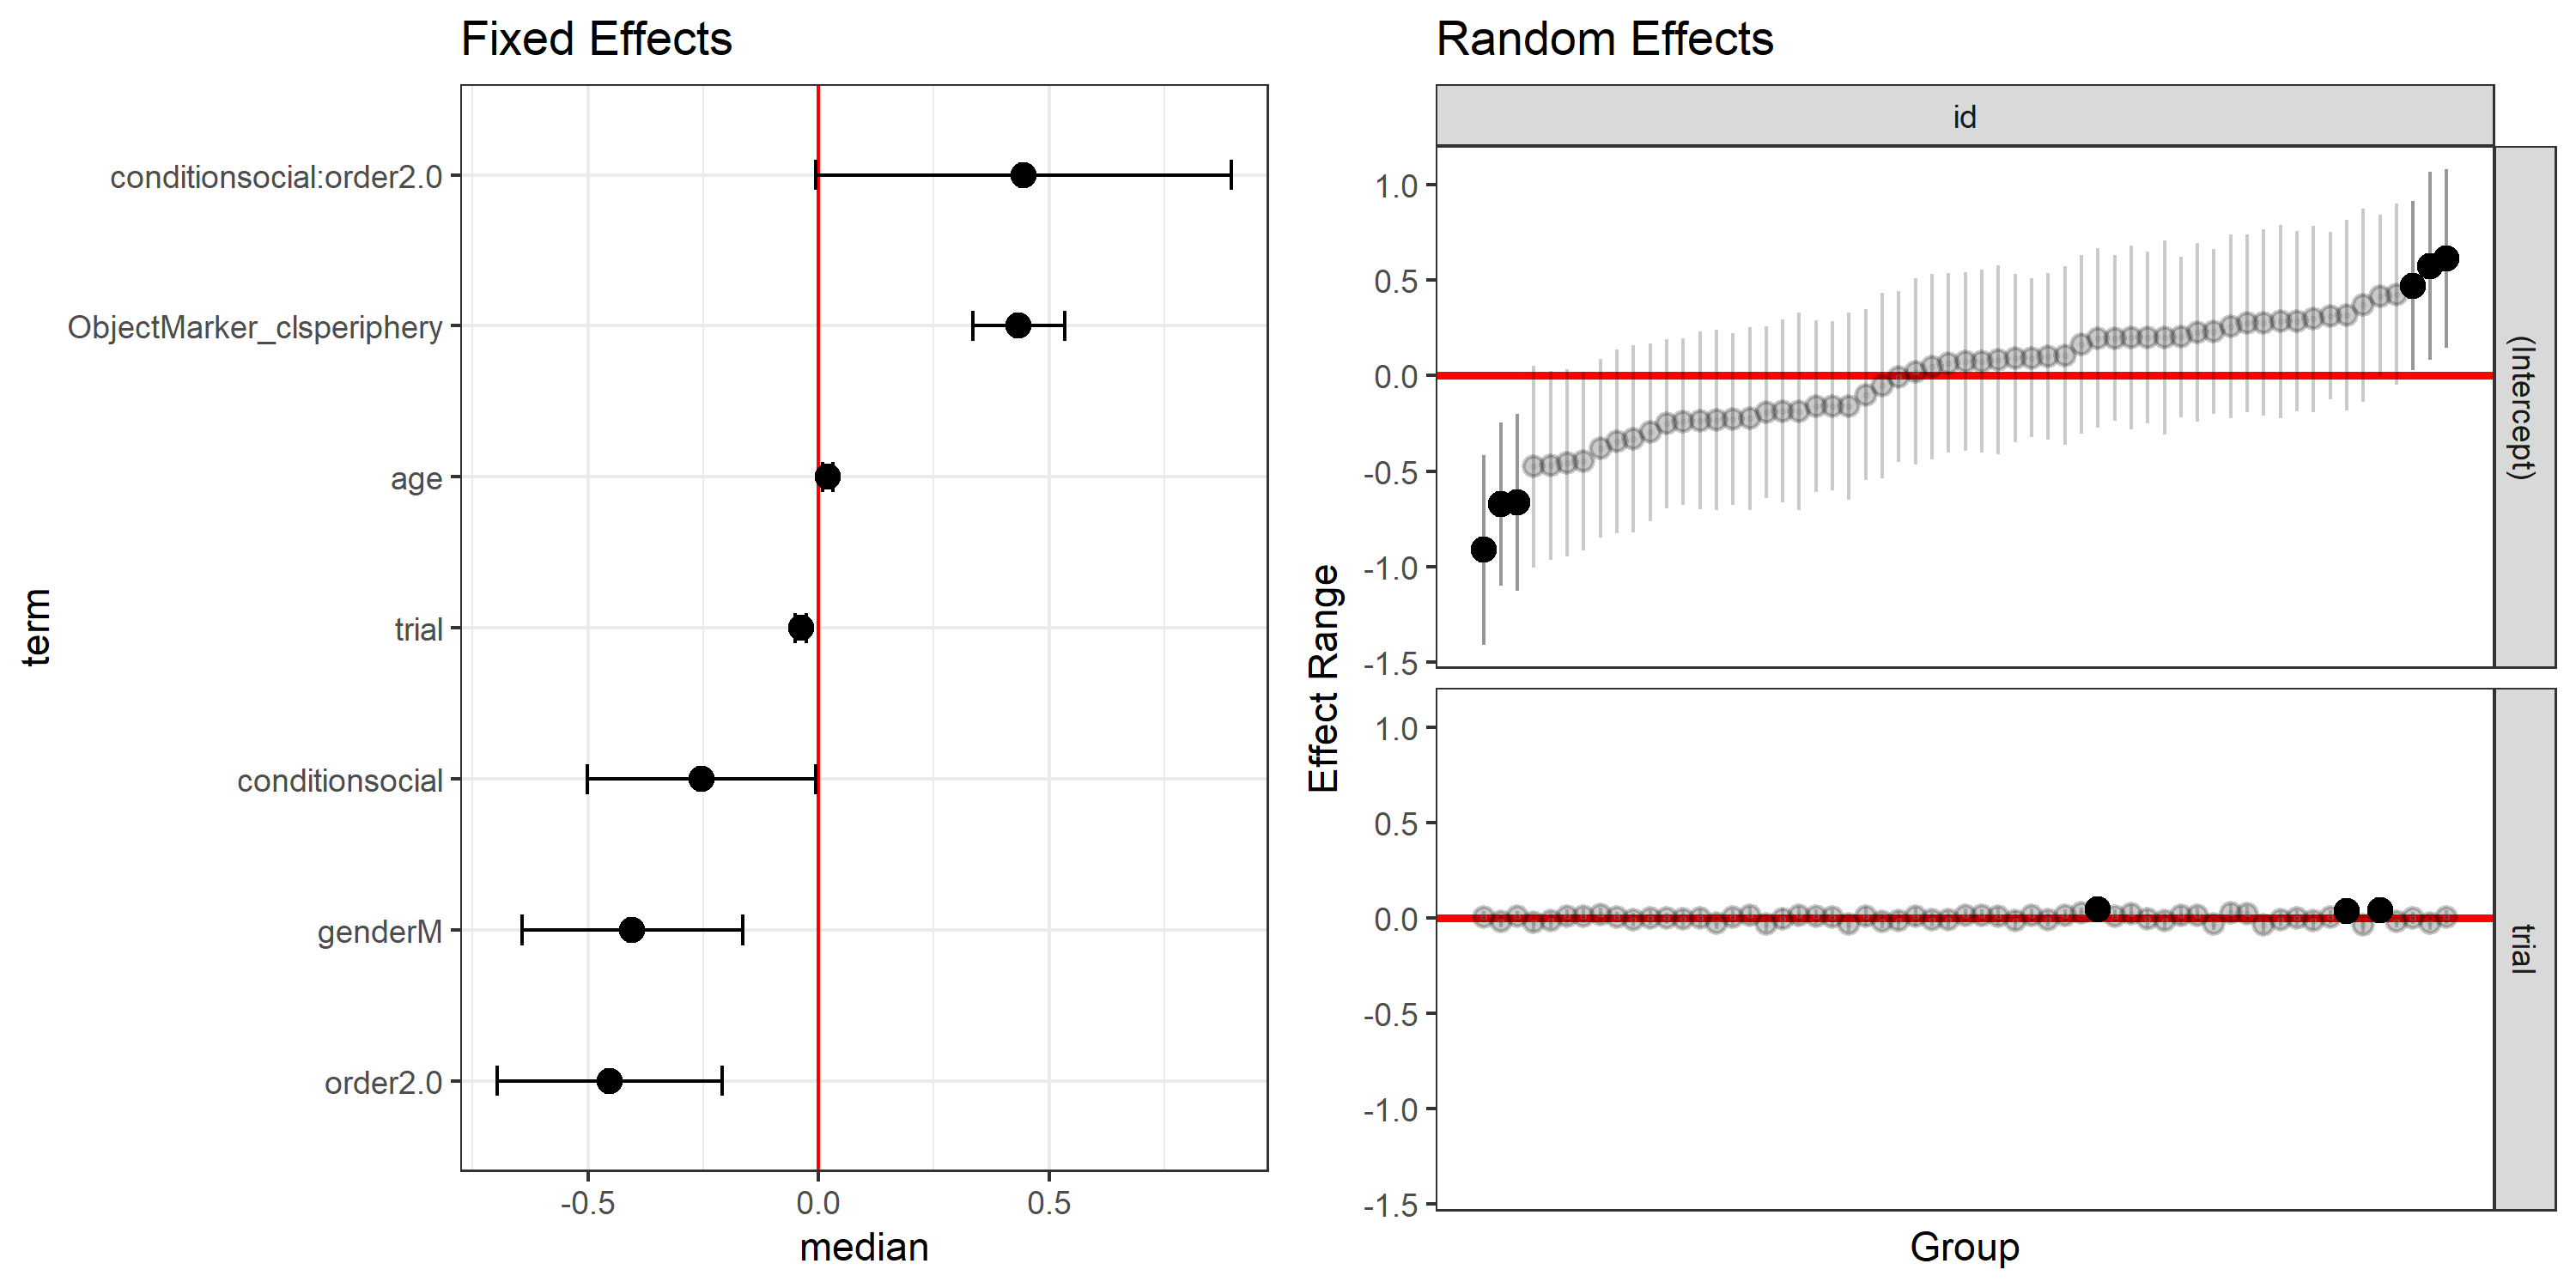 Fixed Effects
term
conditionsocial:order2.0
ObjectMarker_clsperiphery
age
trial
conditionsocial
genderM
order2.0
-0.5 0.0 0.5
median
Random Effects
id
Effect Range
1.0
0.5
0.0
-0.5
-1.0
-1.5
(Intercept)
1.0
0.5
0.0
-0.5
-1.0
-1.5
trial
Group